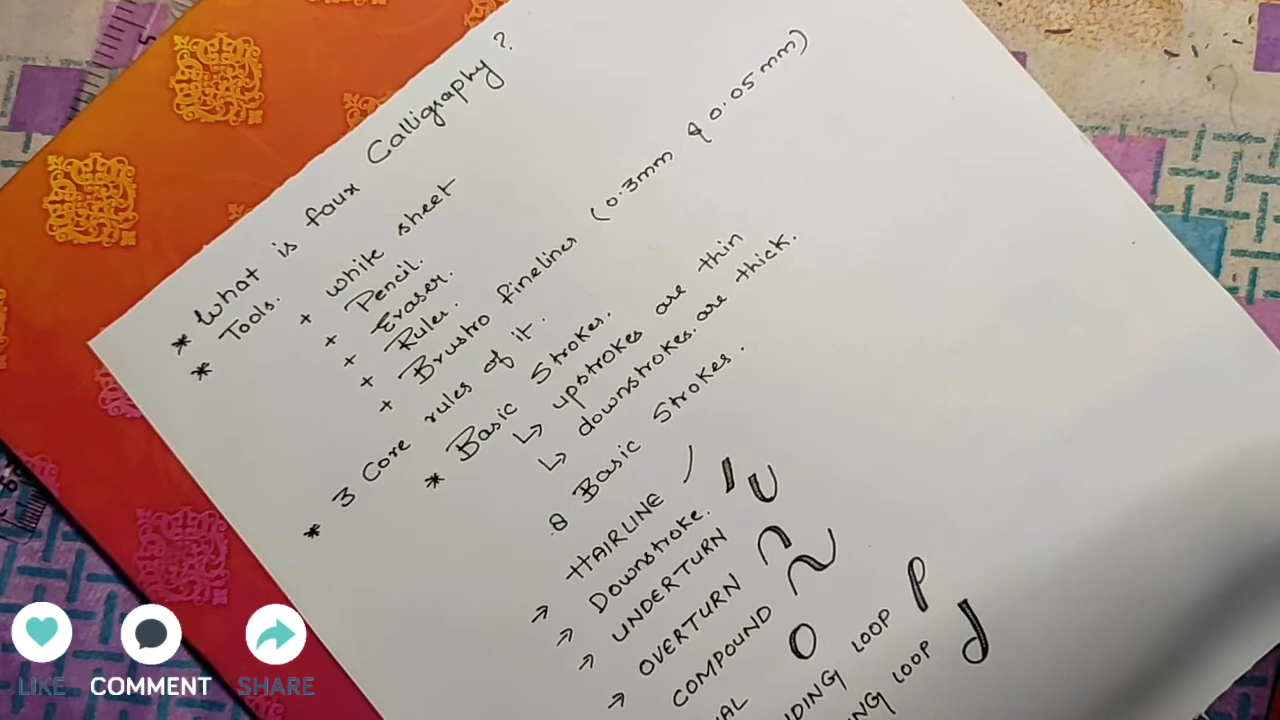 * What is faux Calligraphy?
* Tools.
+ white sheet
+ Pencil.
+ Eraser.
+ Ruler.
+ Brustro fineliner (0.3mm & 0.05mm)
* 3 Core rules of it.
* Basic Strokes.
↳ upstrokes are thin
↳ downstrokes are thick.
8 Basic Strokes.
→ HAIRLINE
→ Downstroke.
→ UNDERTURN
→ OVERTURN
COMPOUND
LOOP
LOOP
LIKE COMMENT SHARE